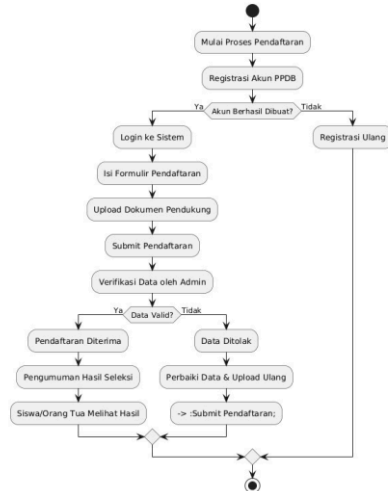 Mulai Proses Pendaftaran
Registrasi Akun PPDB
Ya
Akun Berhasil Dibuat?
Tidak
Login ke Sistem
Registrasi Ulang
Isi Formulir Pendaftaran
Upload Dokumen Pendukung
Submit Pendaftaran
Verifikasi Data oleh Admin
Ya
Data Valid?
Tidak
Pendaftaran Diterima
Data Ditolak
Pengumuman Hasil Seleksi
Perbaiki Data & Upload Ulang
Siswa/Orang Tua Melihat Hasil
-> :Submit Pendaftaran;